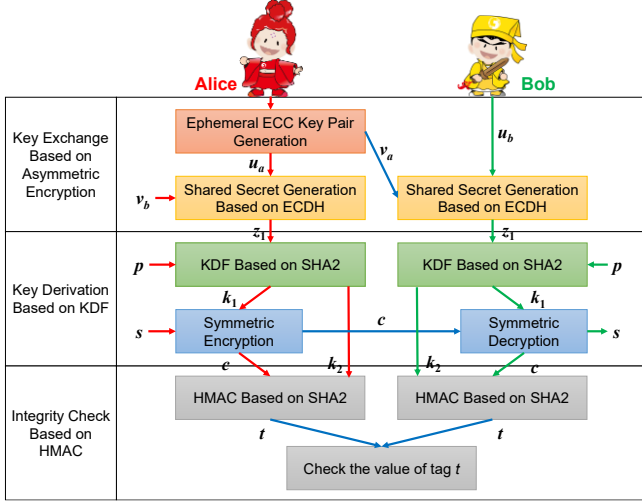 Alice
Bob
Key Exchange
Based on
Asymmetric
Encryption
Ephemeral ECC Key Pair
Generation
u_a
v_a
u_b
v_b
Shared Secret Generation
Based on ECDH
Shared Secret Generation
Based on ECDH
z_1
z_1
Key Derivation
Based on KDF
p
KDF Based on SHA2
KDF Based on SHA2
p
k_1
k_1
s
Symmetric
Encryption
c
Symmetric
Decryption
s
c
k_2
k_2
c
Integrity Check
Based on
HMAC
HMAC Based on SHA2
HMAC Based on SHA2
t
t
Check the value of tag t